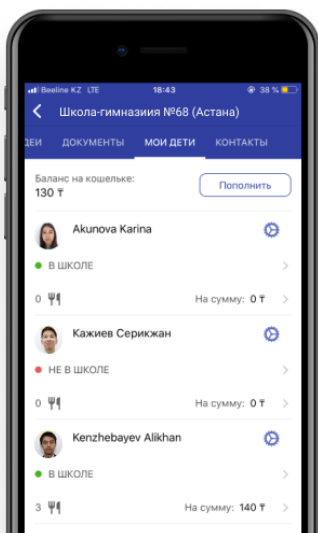 Beeline KZ LTE 18:43 38 %
Школа-гимназиия №68 (Астана)
ДЕИ ДОКУМЕНТЫ МОИ ДЕТИ КОНТАКТЫ
Баланс на кошельке:
130 ₸
Пополнить
Akunova Karina
В ШКОЛЕ
0 На сумму: 0 ₸
Кажиев Серикжан
НЕ В ШКОЛЕ
0 На сумму: 0 ₸
Kenzhebayev Alikhan
В ШКОЛЕ
3 На сумму: 140 ₸